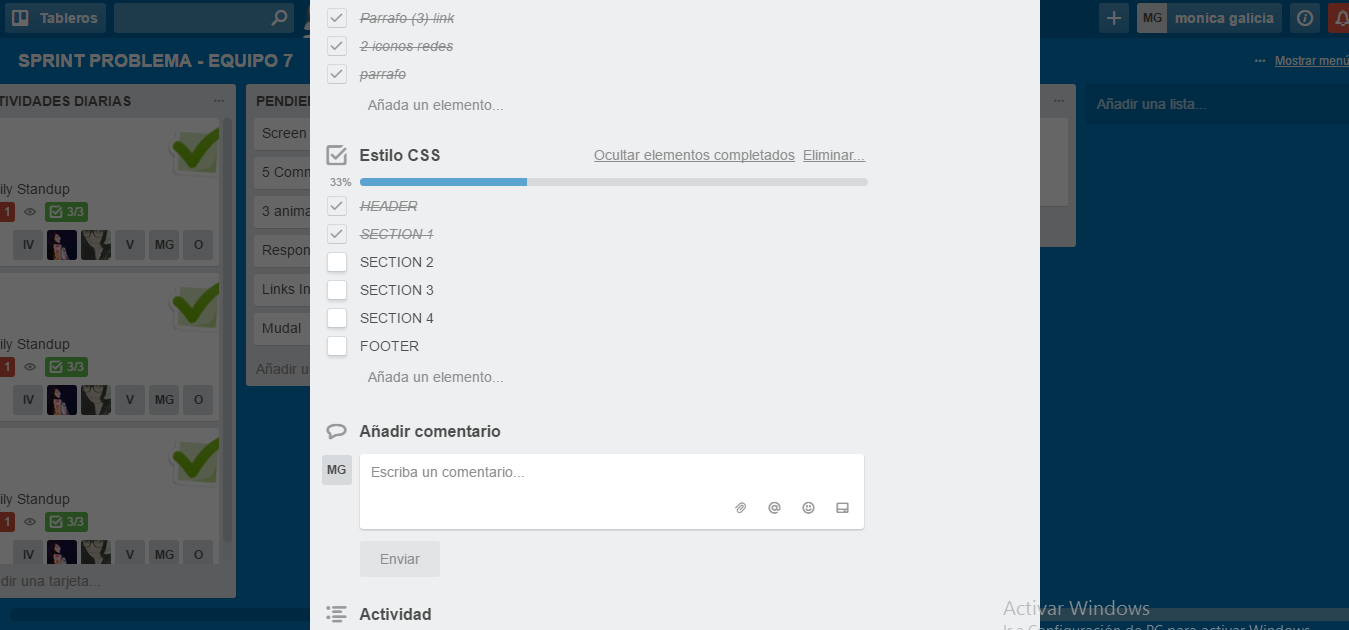 Tableros
MG monica galicia
SPRINT PROBLEMA - EQUIPO 7
... Mostrar menú
TIVIDADES DIARIAS ...
ily Standup
1 3/3
IV V MG O
ily Standup
1 3/3
IV V MG O
ily Standup
1 3/3
IV V MG O
dir una tarjeta...
PENDIEN
Screen
5 Com
3 anima
Respon
Links In
Mudal
Añadir u
Parrafo (3) link
2 iconos redes
parrafo
Añada un elemento...
Estilo CSS Ocultar elementos completados Eliminar...
33%
HEADER
SECTION 1
SECTION 2
SECTION 3
SECTION 4
FOOTER
Añada un elemento...
Añadir comentario
MG Escriba un comentario...
Enviar
Actividad
...
Añadir una lista...
Activar Windows
Ir a Configuración de PC para activar Windows.